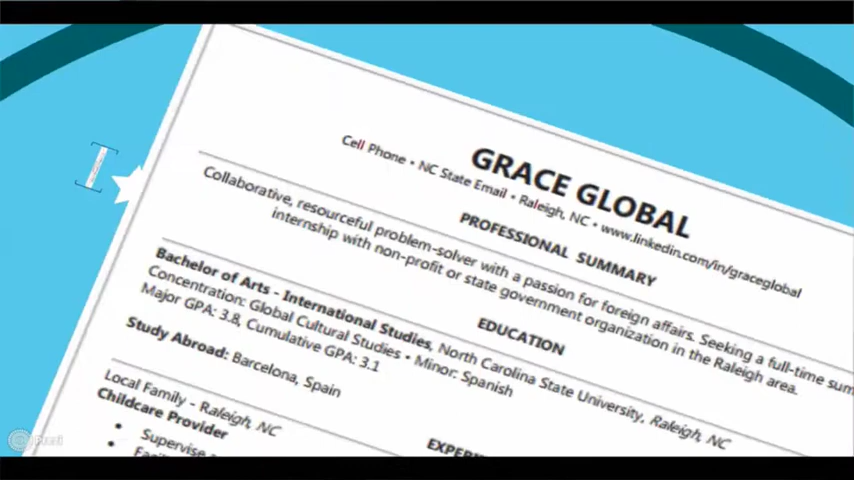 GRACE GLOBAL
Cell Phone • NC State Email • Raleigh, NC • www.linkedin.com/in/graceglobal
PROFESSIONAL SUMMARY
Collaborative, resourceful problem-solver with a passion for foreign affairs. Seeking a full-time sum
internship with non-profit or state government organization in the Raleigh area.
EDUCATION
Bachelor of Arts - International Studies, North Carolina State University, Raleigh, NC
Concentration: Global Cultural Studies • Minor: Spanish
Major GPA: 3.8, Cumulative GPA: 3.1
Study Abroad: Barcelona, Spain
Local Family - Raleigh, NC
Childcare Provider
• Supervise
Prezi